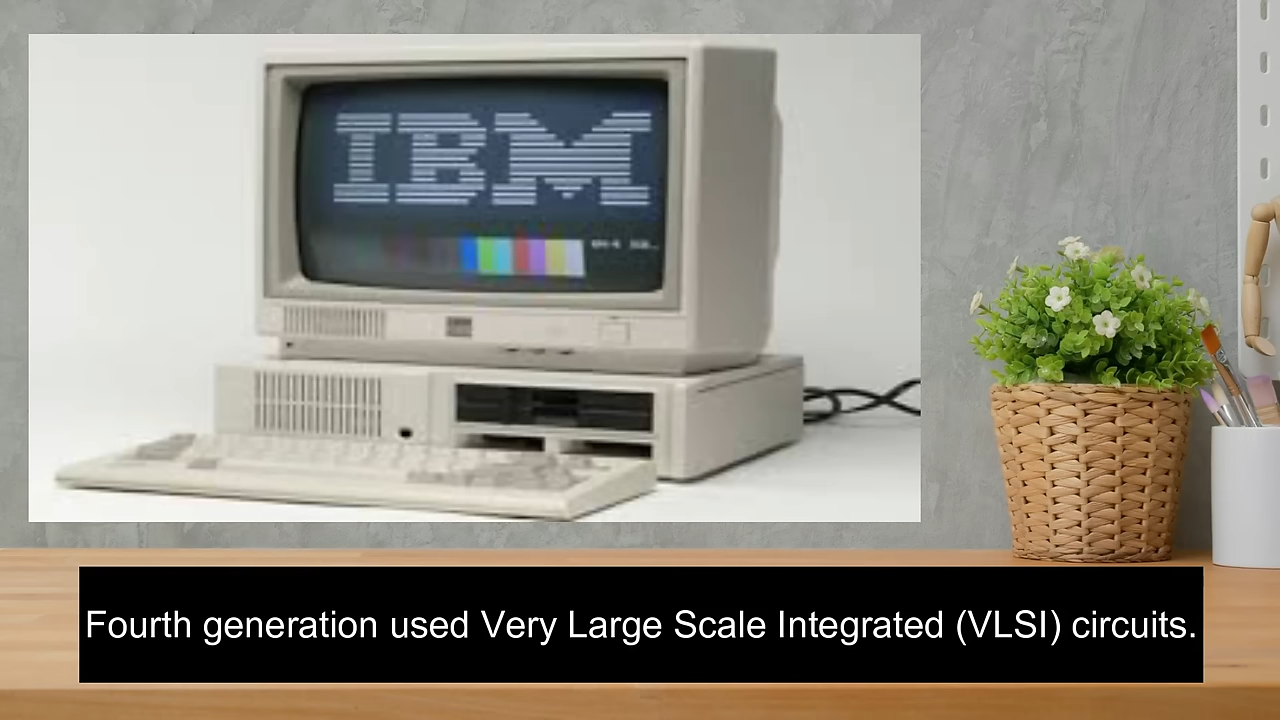 IBM
Fourth generation used Very Large Scale Integrated (VLSI) circuits.